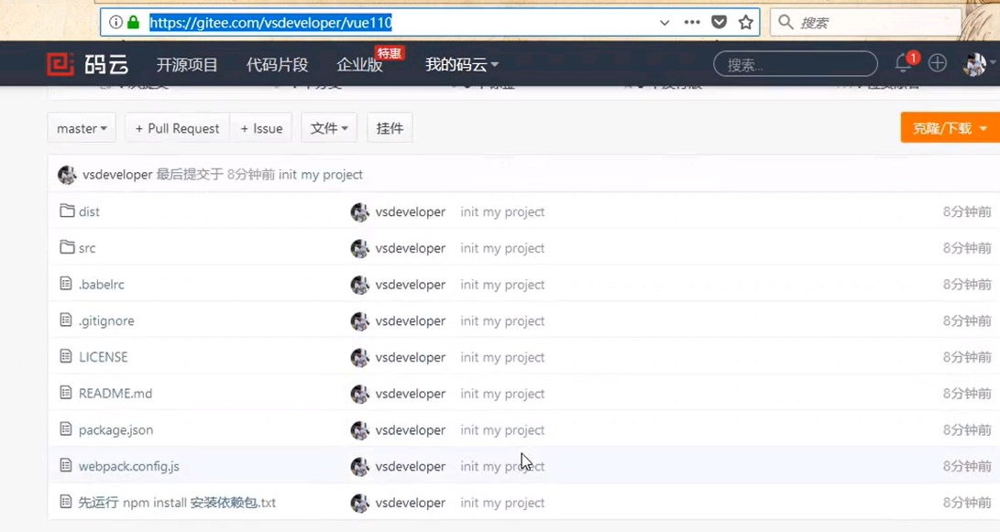 https://gitee.com/vsdeveloper/vue110
搜索
码云 开源项目 代码片段 企业版 特惠 我的码云 搜索... 1
master + Pull Request + Issue 文件 挂件 克隆/下载
vsdeveloper 最后提交于 8分钟前 init my project
dist vsdeveloper init my project 8分钟前
src vsdeveloper init my project 8分钟前
.babelrc vsdeveloper init my project 8分钟前
.gitignore vsdeveloper init my project 8分钟前
LICENSE vsdeveloper init my project 8分钟前
README.md vsdeveloper init my project 8分钟前
package.json vsdeveloper init my project 8分钟前
webpack.config.js vsdeveloper init my project 8分钟前
先运行 npm install 安装依赖包.txt vsdeveloper init my project 8分钟前